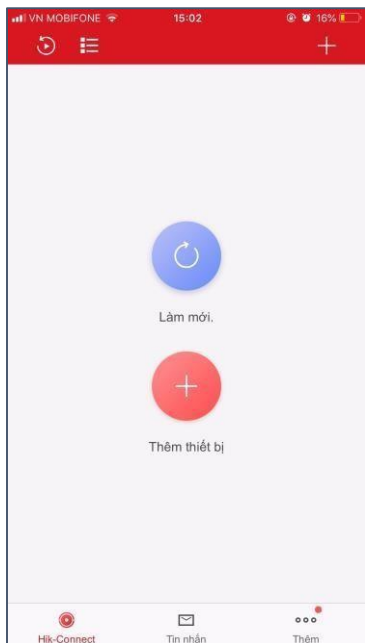 VN MOBIFONE 15:02 16%
Làm mới.
Thêm thiết bị
Hik-Connect Tin nhắn Thêm